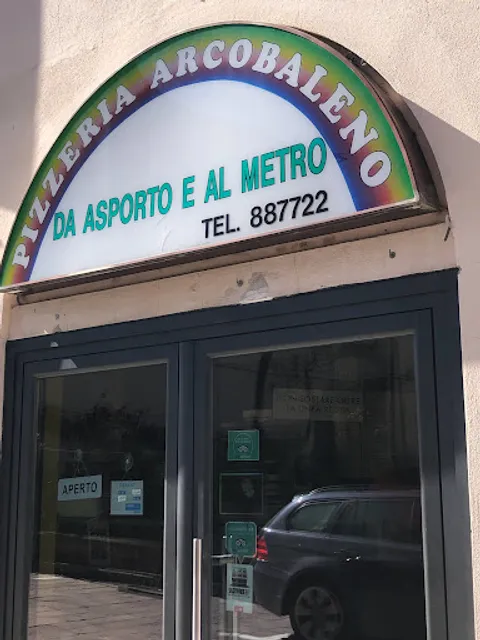 PIZZERIA ARCOBALENO
DA ASPORTO E AL METRO
TEL. 887722
APERTO